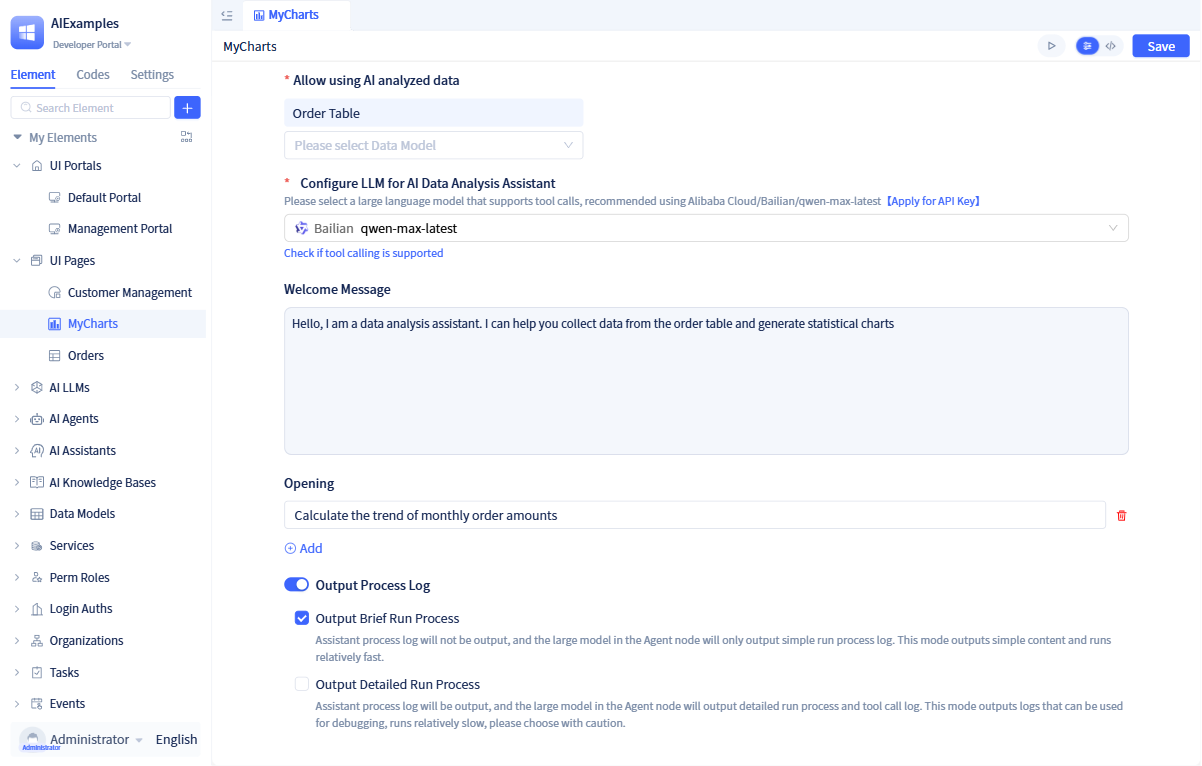 AIExamples
Developer Portal
Element Codes Settings
Search Element
My Elements
UI Portals
Default Portal
Management Portal
UI Pages
Customer Management
MyCharts
Orders
AI LLMs
AI Agents
AI Assistants
AI Knowledge Bases
Data Models
Services
Perm Roles
Login Auths
Organizations
Tasks
Events
Administrator
Administrator
English
MyCharts
MyCharts
Save
* Allow using AI analyzed data
Order Table
Please select Data Model
* Configure LLM for AI Data Analysis Assistant
Please select a large language model that supports tool calls, recommended using Alibaba Cloud/Bailian/qwen-max-latest【Apply for API Key】
Bailian qwen-max-latest
Check if tool calling is supported
Welcome Message
Hello, I am a data analysis assistant. I can help you collect data from the order table and generate statistical charts
Opening
Calculate the trend of monthly order amounts
Add
Output Process Log
Output Brief Run Process
Assistant process log will not be output, and the large model in the Agent node will only output simple run process log. This mode outputs simple content and runs
relatively fast.
Output Detailed Run Process
Assistant process log will be output, and the large model in the Agent node will output detailed run process and tool call log. This mode outputs logs that can be used
for debugging, runs relatively slow, please choose with caution.